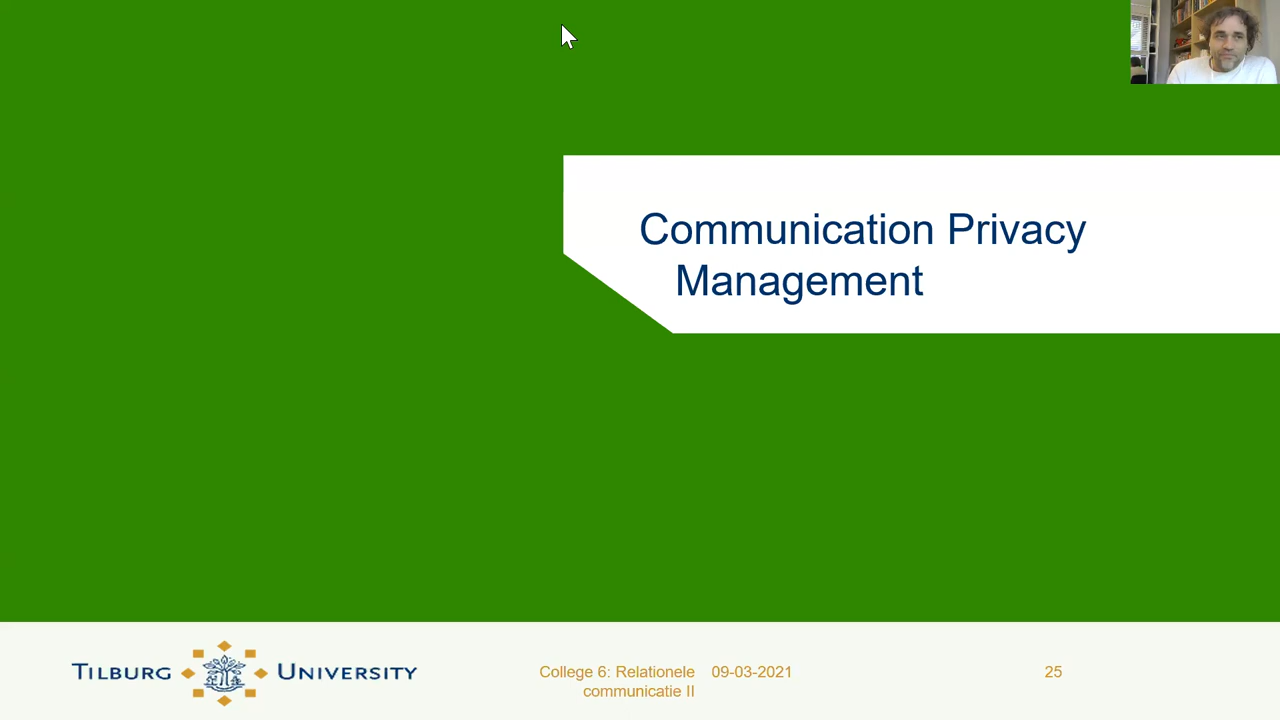 Communication Privacy
Management
TILBURG UNIVERSITY
College 6: Relationele
communicatie II
09-03-2021
25